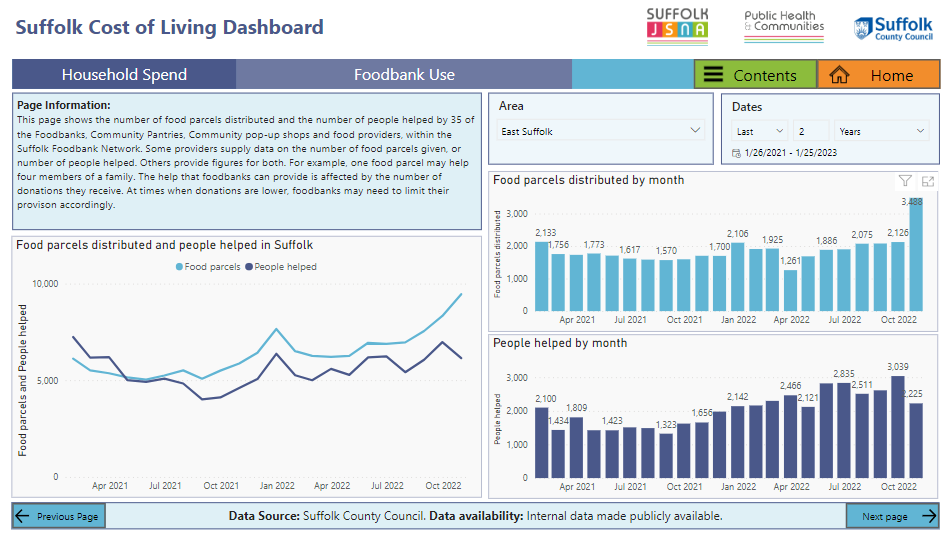 Suffolk Cost of Living Dashboard
SUFFOLK
JSNA
Public Health
& Communities
Suffolk
County Council
Household Spend
Foodbank Use
Contents
Home
Page Information:
This page shows the number of food parcels distributed and the number of people helped by 35 of
the Foodbanks, Community Pantries, Community pop-up shops and food providers, within the
Suffolk Foodbank Network. Some providers supply data on the number of food parcels given, or
number of people helped. Others provide figures for both. For example, one food parcel may help
four members of a family. The help that foodbanks can provide is affected by the number of
donations they receive. At times when donations are lower, foodbanks may need to limit their
provison accordingly.
Area
East Suffolk
Dates
Last 2 Years
1/26/2021 - 1/25/2023
Food parcels distributed and people helped in Suffolk
Food parcels People helped
Food parcels and People helped
10,000
5,000
0
Apr 2021 Jul 2021 Oct 2021 Jan 2022 Apr 2022 Jul 2022 Oct 2022
Food parcels distributed by month
Food parcels distributed
3,000
2,000
1,000
0
2,133 1,756 1,773 1,617 1,570 1,700 2,106 1,925 1,261 1,886 2,075 2,126 3,488
Apr 2021 Jul 2021 Oct 2021 Jan 2022 Apr 2022 Jul 2022 Oct 2022
People helped by month
People helped
3,000
2,000
1,000
0
2,100 1,434 1,809 1,423 1,323 1,656 2,142 2,466 2,121 2,835 2,511 3,039 2,225
Apr 2021 Jul 2021 Oct 2021 Jan 2022 Apr 2022 Jul 2022 Oct 2022
Previous Page
Data Source: Suffolk County Council. Data availability: Internal data made publicly available.
Next page